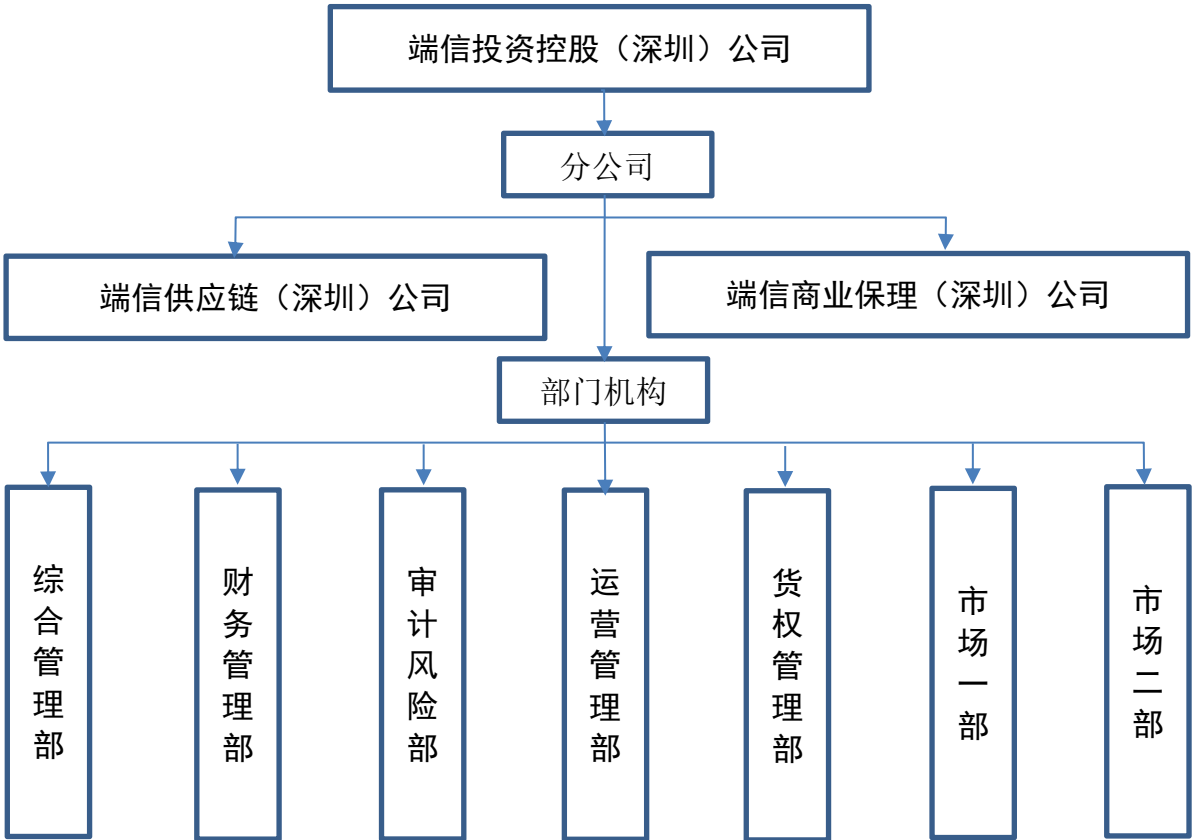 端信投资控股（深圳）公司
分公司
端信供应链（深圳）公司
端信商业保理（深圳）公司
部门机构
综合管理部
财务管理部
审计风险部
运营管理部
货权管理部
市场一部
市场二部